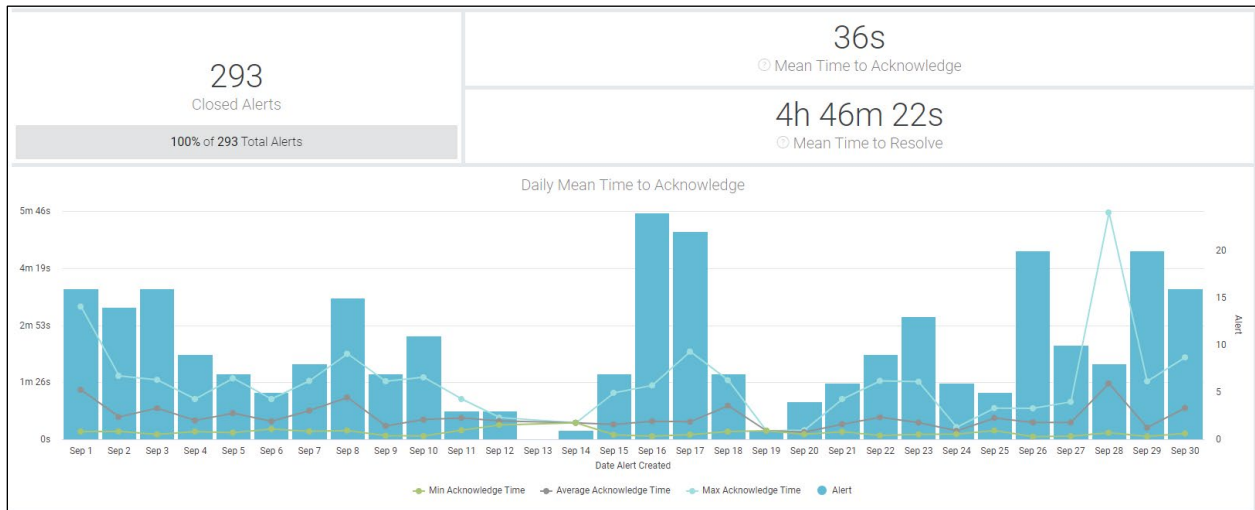 293
Closed Alerts
100% of 293 Total Alerts
36s
? Mean Time to Acknowledge
4h 46m 22s
? Mean Time to Resolve
Daily Mean Time to Acknowledge
5m 46s
4m 19s
2m 53s
1m 26s
0s
20
15
10
5
0
Alert
Sep 1 Sep 2 Sep 3 Sep 4 Sep 5 Sep 6 Sep 7 Sep 8 Sep 9 Sep 10 Sep 11 Sep 12 Sep 13 Sep 14 Sep 15 Sep 16 Sep 17 Sep 18 Sep 19 Sep 20 Sep 21 Sep 22 Sep 23 Sep 24 Sep 25 Sep 26 Sep 27 Sep 28 Sep 29 Sep 30
Date Alert Created
Min Acknowledge Time Average Acknowledge Time Max Acknowledge Time Alert